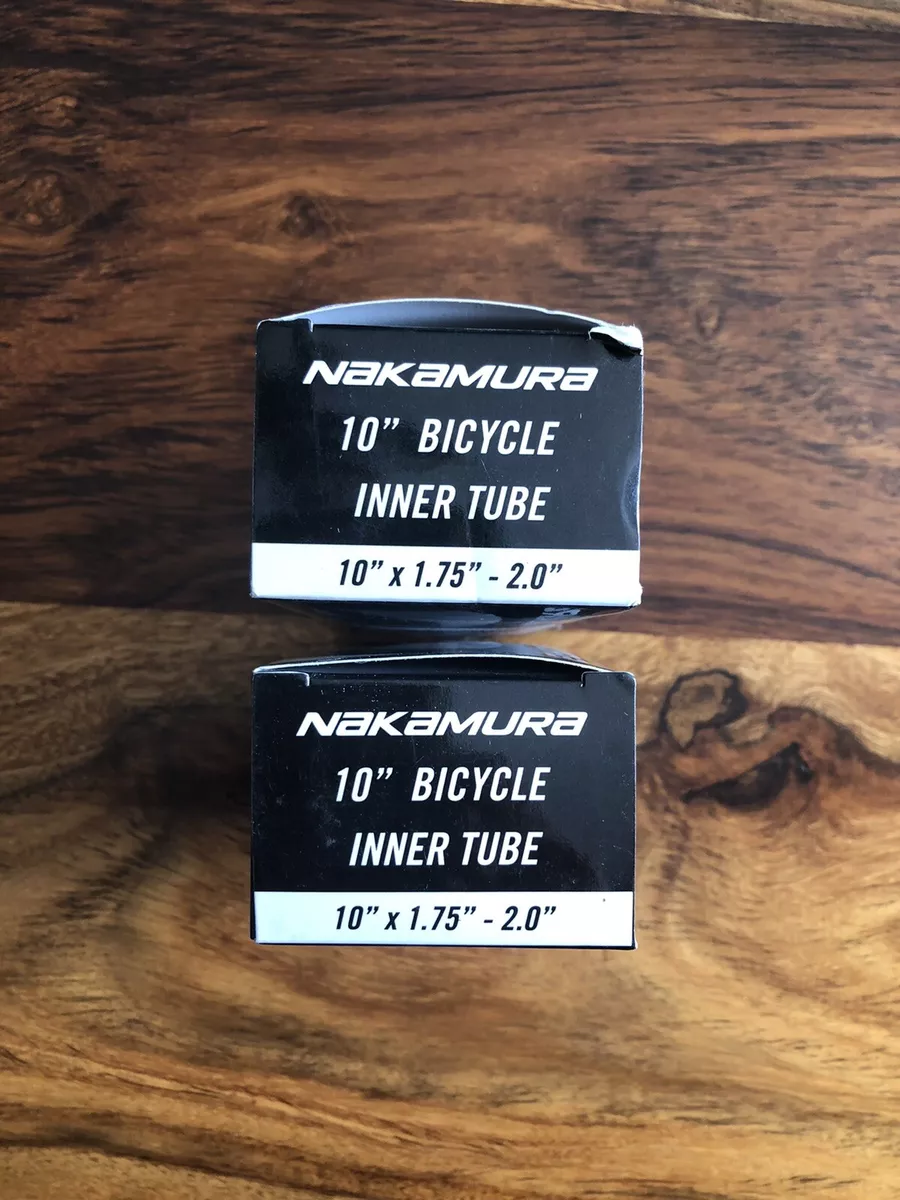 NAKAMURA
10” BICYCLE
INNER TUBE
10” x 1.75” - 2.0”
NAKAMURA
10” BICYCLE
INNER TUBE
10” x 1.75” - 2.0”